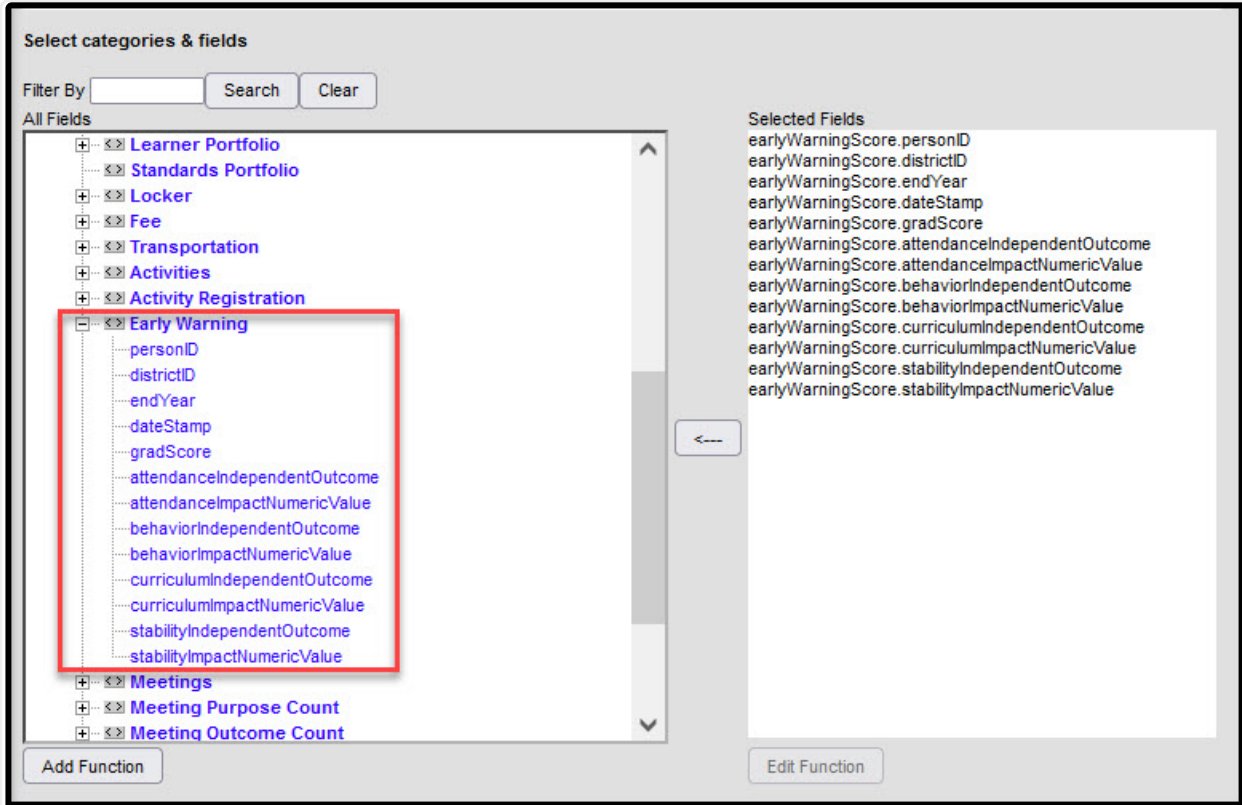 Select categories & fields
Filter By
Search
Clear
All Fields
Learner Portfolio
Standards Portfolio
Locker
Fee
Transportation
Activities
Activity Registration
Early Warning
personID
districtID
endYear
dateStamp
gradScore
attendanceIndependentOutcome
attendanceImpactNumericValue
behaviorIndependentOutcome
behaviorImpactNumericValue
curriculumIndependentOutcome
curriculumImpactNumericValue
stabilityIndependentOutcome
stabilityImpactNumericValue
Meetings
Meeting Purpose Count
Meeting Outcome Count
Add Function
<---
Selected Fields
earlyWarningScore.personID
earlyWarningScore.districtID
earlyWarningScore.endYear
earlyWarningScore.dateStamp
earlyWarningScore.gradScore
earlyWarningScore.attendanceIndependentOutcome
earlyWarningScore.attendanceImpactNumericValue
earlyWarningScore.behaviorIndependentOutcome
earlyWarningScore.behaviorImpactNumericValue
earlyWarningScore.curriculumIndependentOutcome
earlyWarningScore.curriculumImpactNumericValue
earlyWarningScore.stabilityIndependentOutcome
earlyWarningScore.stabilityImpactNumericValue
Edit Function